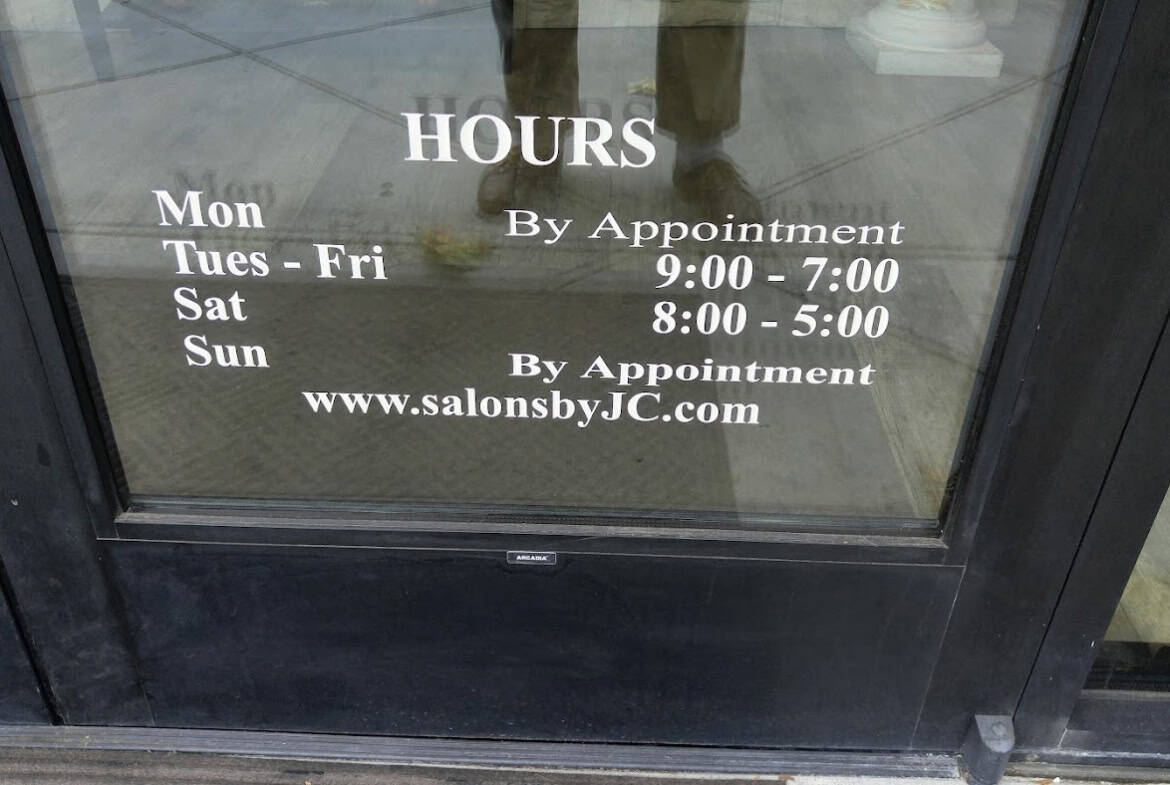 HOURS
Mon By Appointment
Tues - Fri 9:00 - 7:00
Sat 8:00 - 5:00
Sun By Appointment
www.salonsbyJC.com
ARCADIA